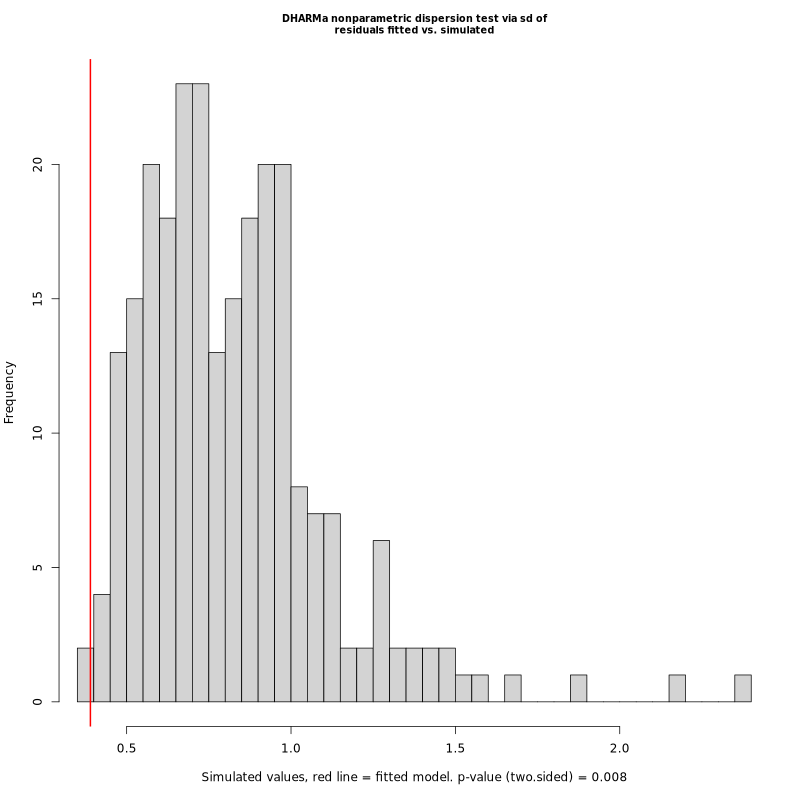 DHARMa nonparametric dispersion test via sd of
residuals fitted vs. simulated
Frequency
20
15
10
5
0
0.5 1.0 1.5 2.0
Simulated values, red line = fitted model. p-value (two.sided) = 0.008